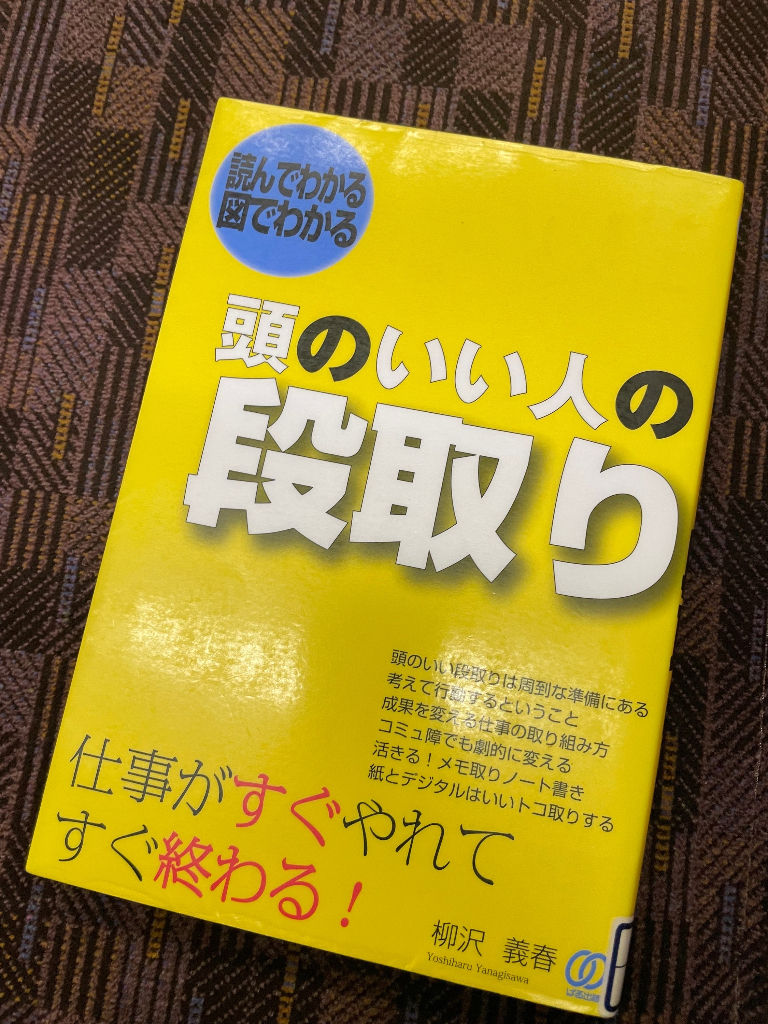 読んでわかる
図でわかる
頭のいい人の
段取り
頭のいい段取りは周到な準備にある
考えて行動するということ
成果を変える仕事の取り組み方
コミュ障でも劇的に変える
活きる！メモ取りノート書き
紙とデジタルはいいトコ取りする
仕事がすぐやれて
すぐ終わる！
柳沢 義春
Yoshiharu Yanagisawa
ぱる出版